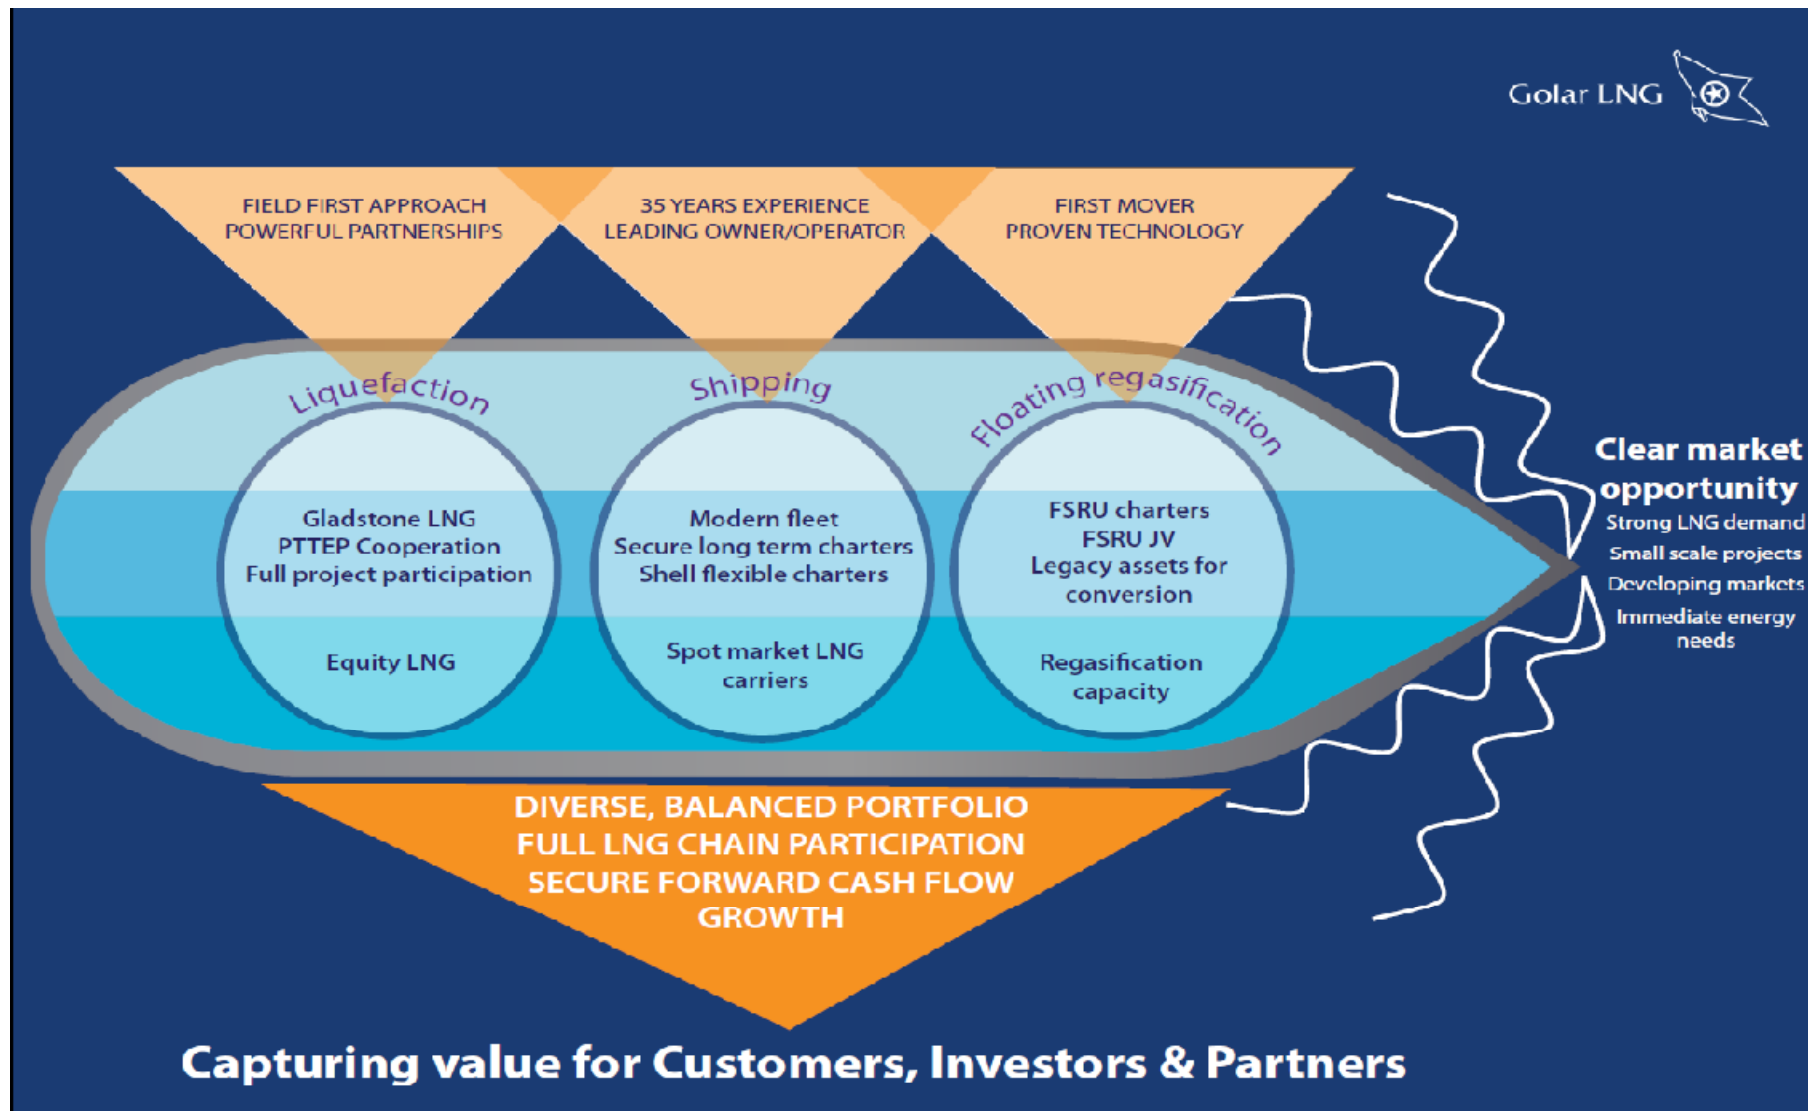 Golar LNG
FIELD FIRST APPROACH
POWERFUL PARTNERSHIPS
35 YEARS EXPERIENCE
LEADING OWNER/OPERATOR
FIRST MOVER
PROVEN TECHNOLOGY
Liquefaction
Gladstone LNG
PTTEP Cooperation
Full project participation
Equity LNG
Shipping
Modern fleet
Secure long term charters
Shell flexible charters
Spot market LNG
carriers
Floating regasification
FSRU charters
FSRU JV
Legacy assets for
conversion
Regasification
capacity
Clear market
opportunity
Strong LNG demand
Small scale projects
Developing markets
Immediate energy
needs
DIVERSE, BALANCED PORTFOLIO
FULL LNG CHAIN PARTICIPATION
SECURE FORWARD CASH FLOW
GROWTH
Capturing value for Customers, Investors & Partners